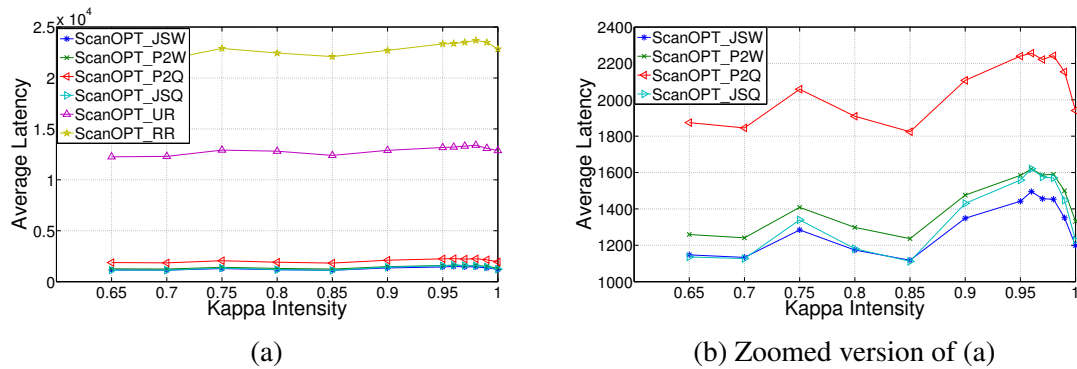 x 10^4
2.5
2
1.5
1
0.5
0
Average Latency
ScanOPT_JSW
ScanOPT_P2W
ScanOPT_P2Q
ScanOPT_JSQ
ScanOPT_UR
ScanOPT_RR
0.65 0.7 0.75 0.8 0.85 0.9 0.95 1
Kappa Intensity
(a)
2400
2200
2000
1800
1600
1400
1200
1000
Average Latency
ScanOPT_JSW
ScanOPT_P2W
ScanOPT_P2Q
ScanOPT_JSQ
0.65 0.7 0.75 0.8 0.85 0.9 0.95 1
Kappa Intensity
(b) Zoomed version of (a)